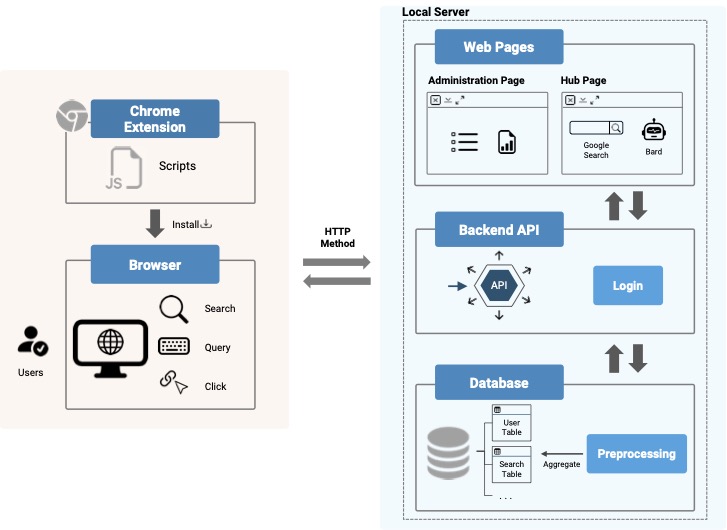 Chrome
Extension
JS
Scripts
Install
Browser
Search
Query
Click
Users
HTTP
Method
Local Server
Web Pages
Administration Page
Hub Page
Google
Search
Bard
Backend API
API
Login
Database
User
Table
Search
Table
...
Aggregate
Preprocessing